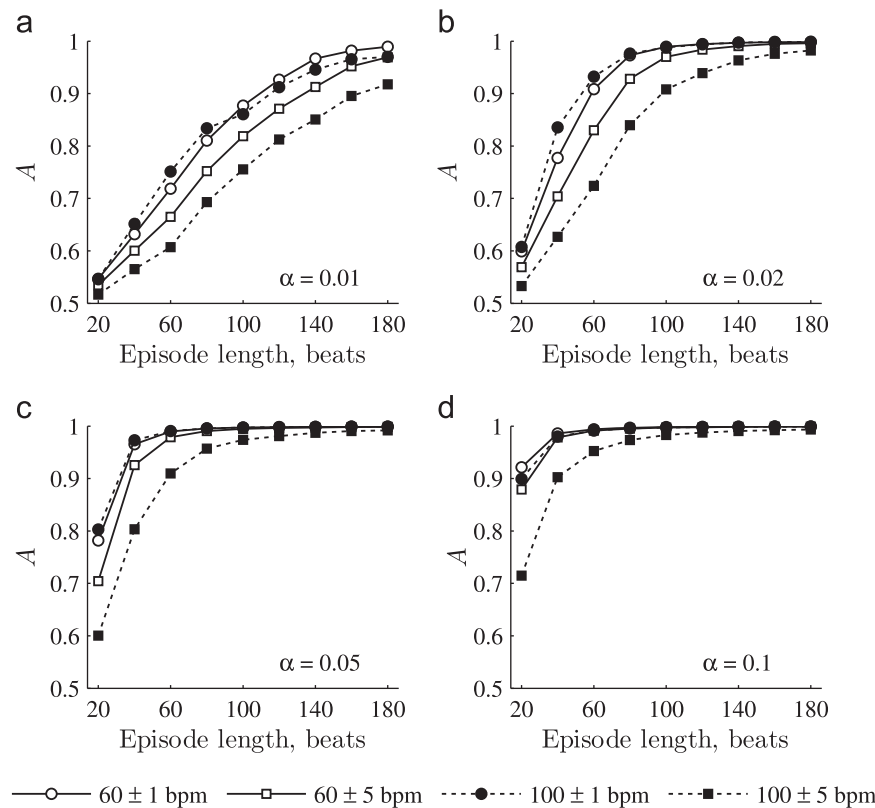 a
1
0.9
0.8
0.7
0.6
0.5
A
α = 0.01
20 60 100 140 180
Episode length, beats
b
1
0.9
0.8
0.7
0.6
0.5
A
α = 0.02
20 60 100 140 180
Episode length, beats
c
1
0.9
0.8
0.7
0.6
0.5
A
α = 0.05
20 60 100 140 180
Episode length, beats
d
1
0.9
0.8
0.7
0.6
0.5
A
α = 0.1
20 60 100 140 180
Episode length, beats
60 ± 1 bpm 60 ± 5 bpm 100 ± 1 bpm 100 ± 5 bpm